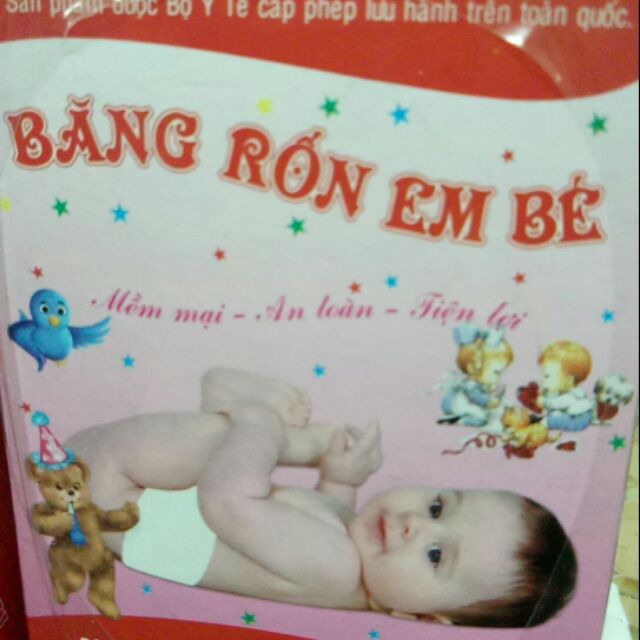 Sản phẩm được Bộ Y Tế cấp phép lưu hành trên toàn quốc.
BĂNG RỐN EM BÉ
Mềm mại - An toàn - Tiện lợi